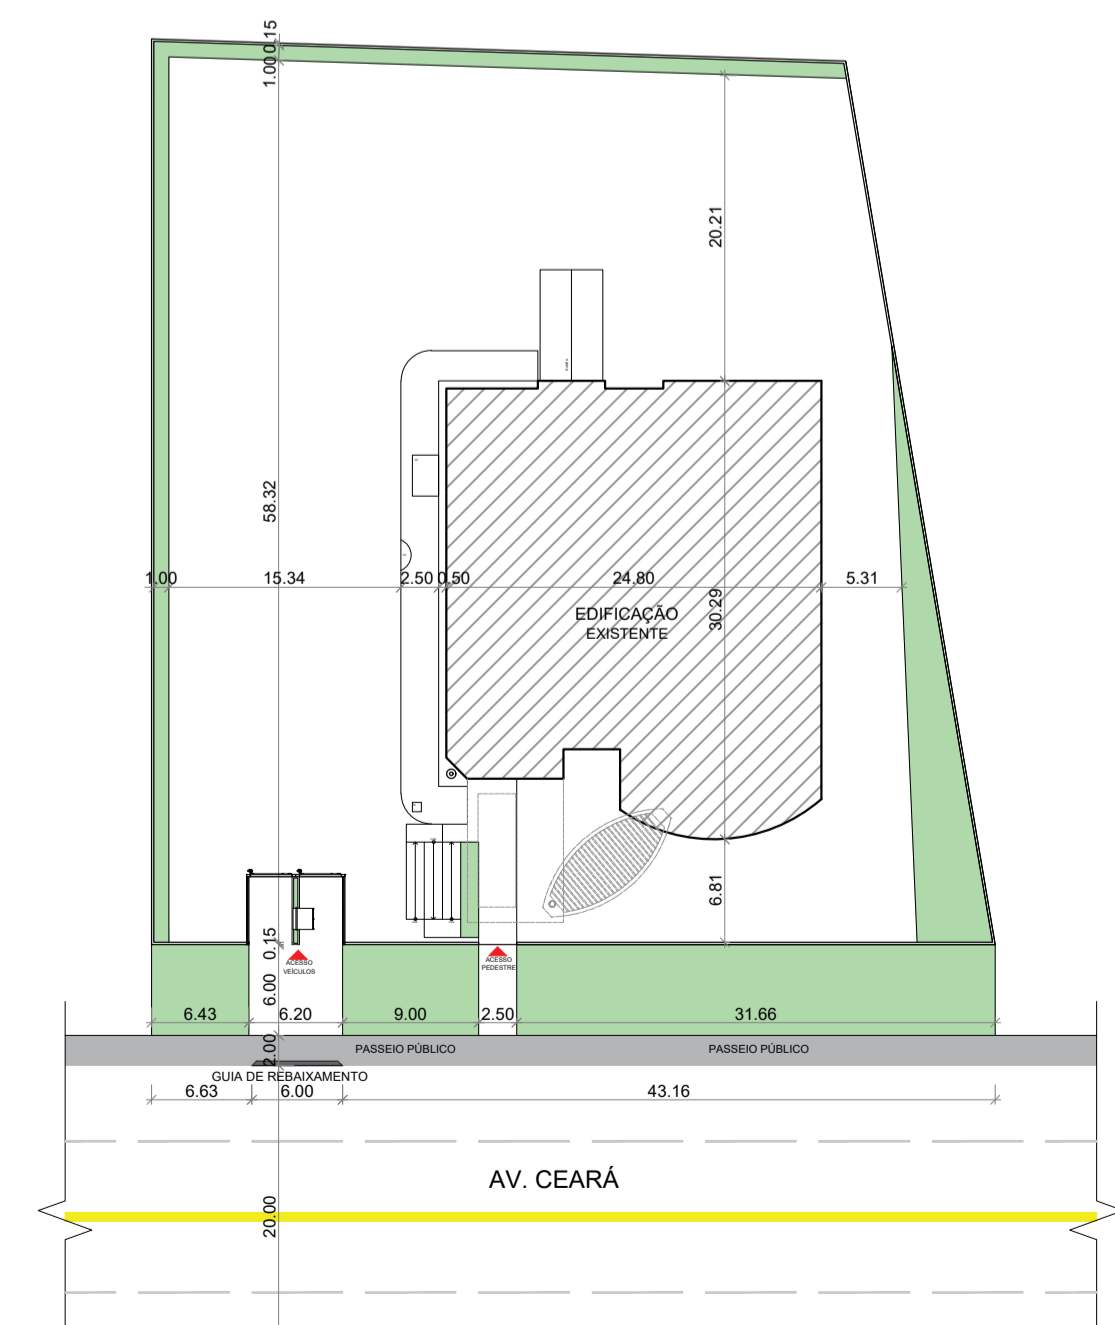 0.15
1.00
20.21
58.32
1.00
15.34
2.50
0.50
24.80
5.31
EDIFICAÇÃO
EXISTENTE
30.29
6.81
0.15
ACESSO
VEÍCULOS
ACESSO
PEDESTRE
6.00
6.43
6.20
9.00
2.50
31.66
2.00
PASSEIO PÚBLICO
PASSEIO PÚBLICO
GUIA DE REBAIXAMENTO
6.63
6.00
43.16
AV. CEARÁ
20.00